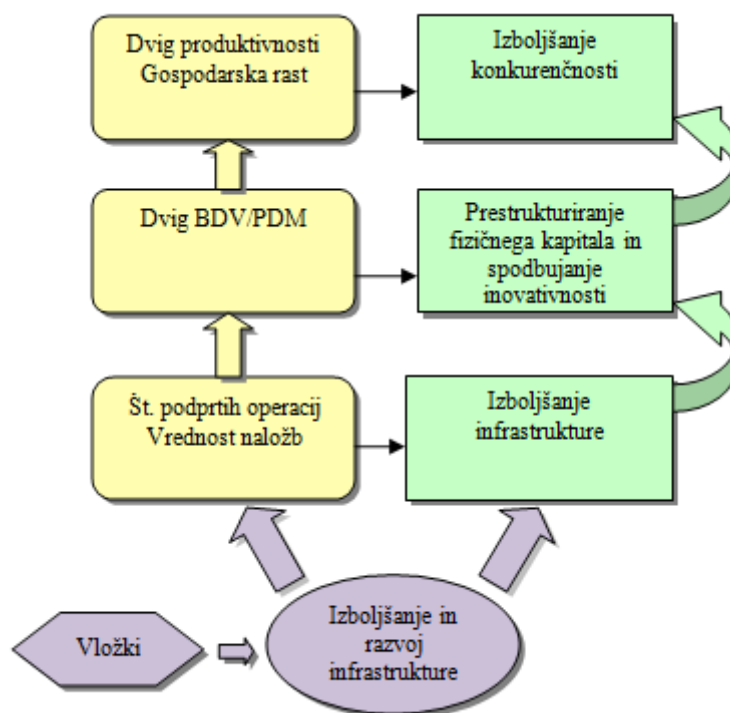 Dvig produktivnosti
Gospodarska rast
Izboljšanje
konkurenčnosti
Dvig BDV/PDM
Prestrukturiranje
fizičnega kapitala in
spodbujanje
inovativnosti
Št. podprtih operacij
Vrednost naložb
Izboljšanje
infrastrukture
Vložki
Izboljšanje in
razvoj
infrastrukture